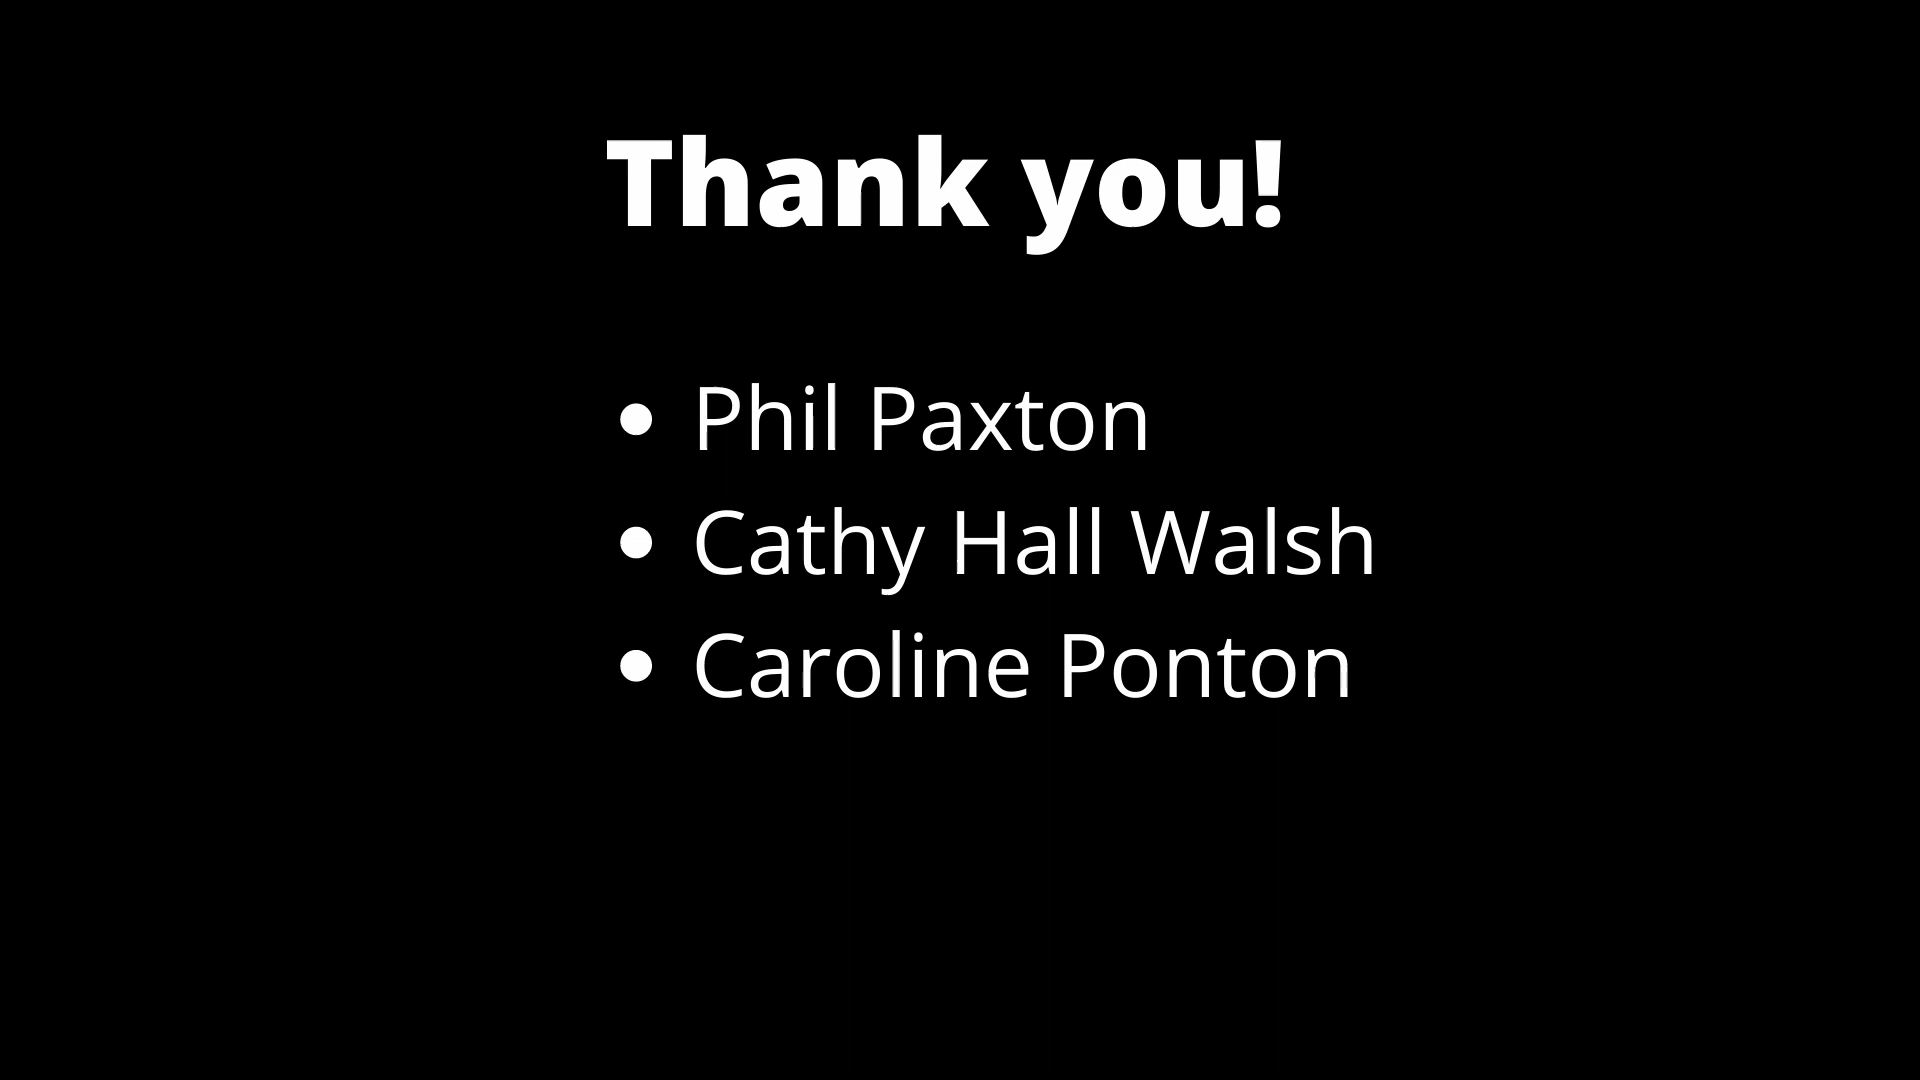 Thank you!
• Phil Paxton
• Cathy Hall Walsh
• Caroline Ponton